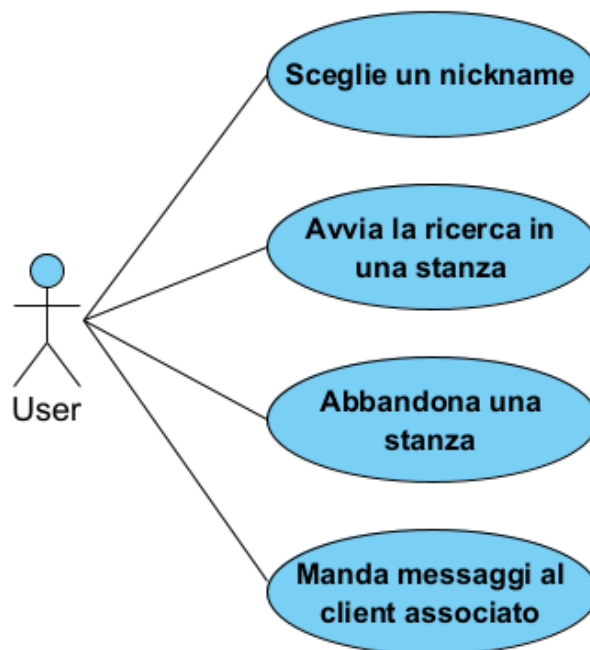 Sceglie un nickname
Avvia la ricerca in
una stanza
User
Abbandona una
stanza
Manda messaggi al
client associato